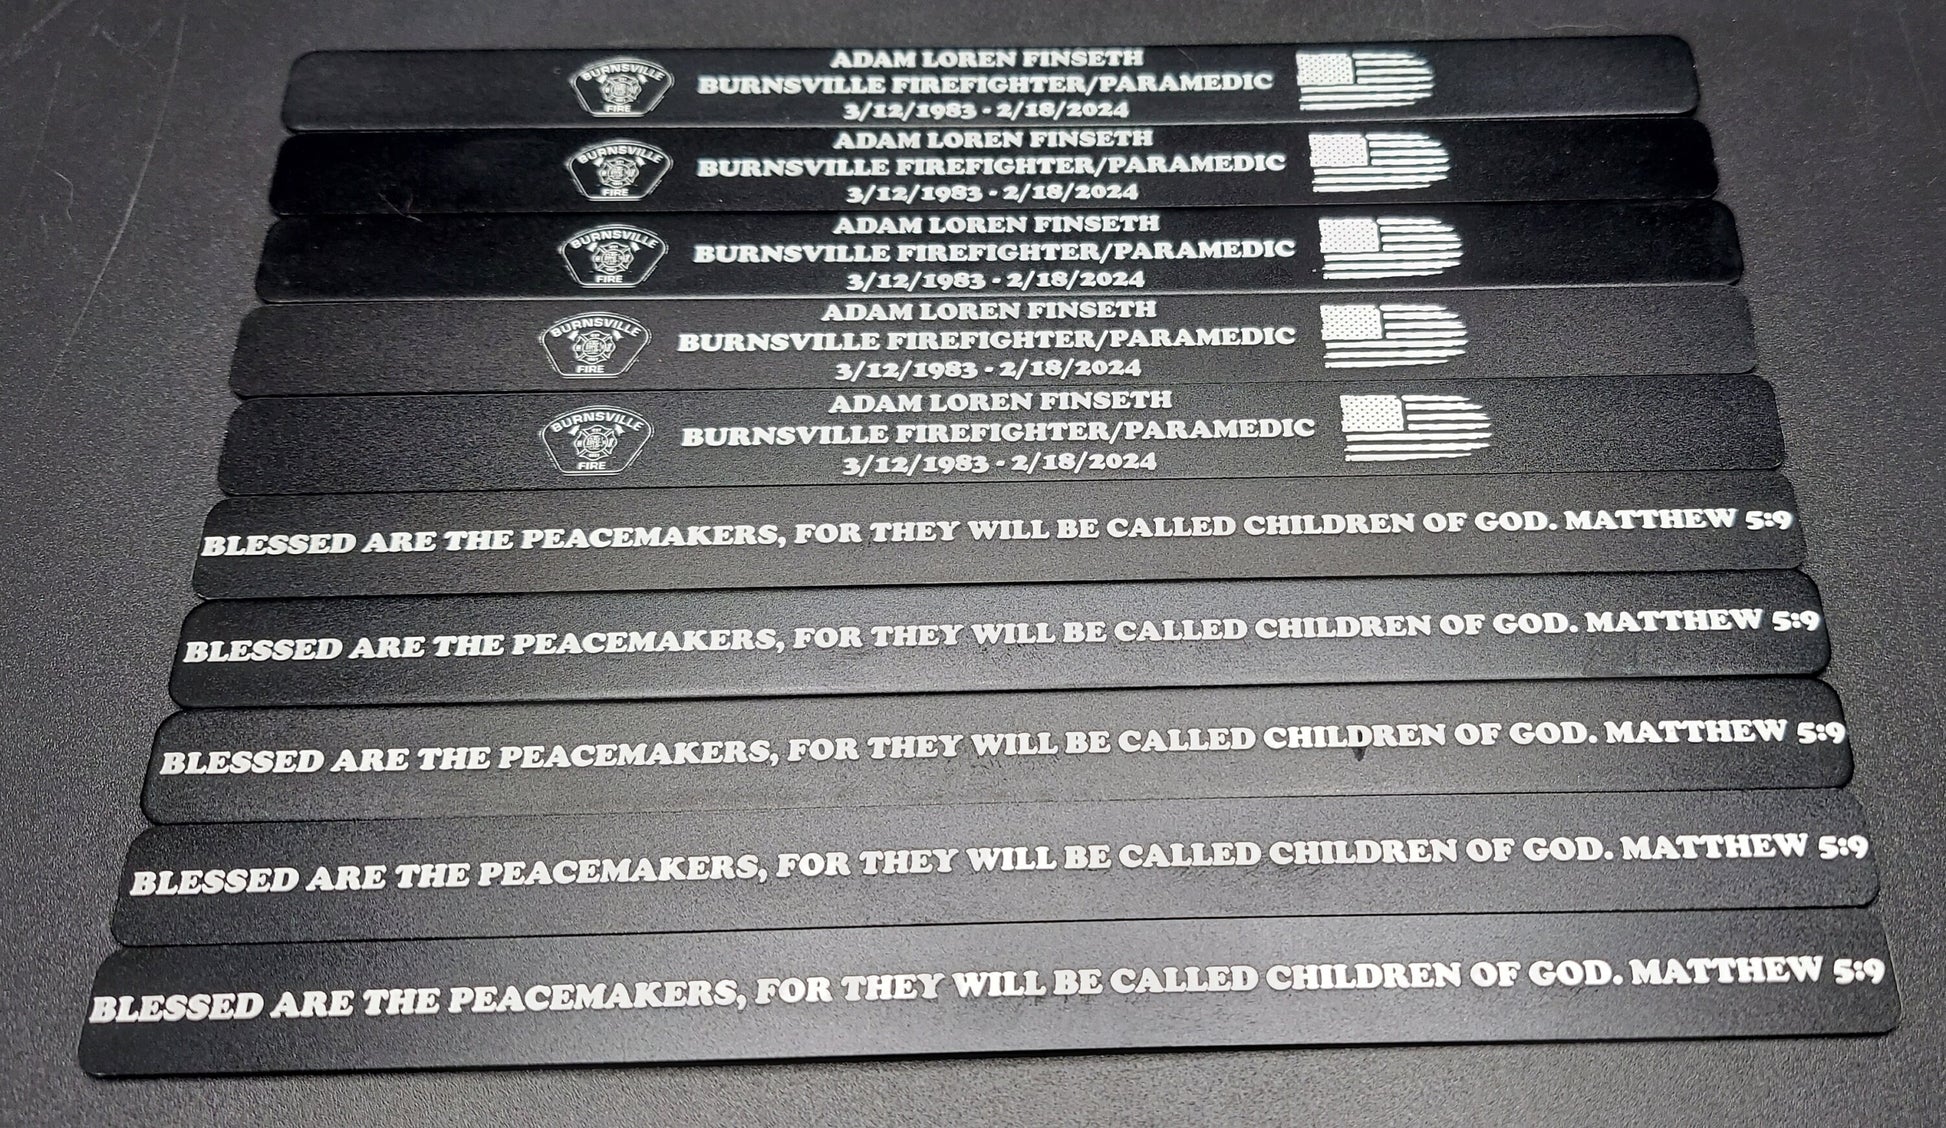 BURNSVILLE
FIRE
ADAM LOREN FINSETH
BURNSVILLE FIREFIGHTER/PARAMEDIC
3/12/1983 - 2/18/2024
BURNSVILLE
FIRE
ADAM LOREN FINSETH
BURNSVILLE FIREFIGHTER/PARAMEDIC
3/12/1983 - 2/18/2024
BURNSVILLE
FIRE
ADAM LOREN FINSETH
BURNSVILLE FIREFIGHTER/PARAMEDIC
3/12/1983 - 2/18/2024
BURNSVILLE
FIRE
ADAM LOREN FINSETH
BURNSVILLE FIREFIGHTER/PARAMEDIC
3/12/1983 - 2/18/2024
BURNSVILLE
FIRE
ADAM LOREN FINSETH
BURNSVILLE FIREFIGHTER/PARAMEDIC
3/12/1983 - 2/18/2024
BLESSED ARE THE PEACEMAKERS, FOR THEY WILL BE CALLED CHILDREN OF GOD. MATTHEW 5:9
BLESSED ARE THE PEACEMAKERS, FOR THEY WILL BE CALLED CHILDREN OF GOD. MATTHEW 5:9
BLESSED ARE THE PEACEMAKERS, FOR THEY WILL BE CALLED CHILDREN OF GOD. MATTHEW 5:9
BLESSED ARE THE PEACEMAKERS, FOR THEY WILL BE CALLED CHILDREN OF GOD. MATTHEW 5:9
BLESSED ARE THE PEACEMAKERS, FOR THEY WILL BE CALLED CHILDREN OF GOD. MATTHEW 5:9